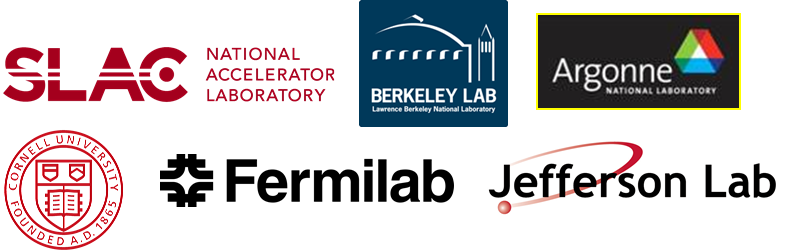 SLAC
NATIONAL
ACCELERATOR
LABORATORY
BERKELEY LAB
Lawrence Berkeley National Laboratory
Argonne
NATIONAL LABORATORY
CORNELL UNIVERSITY
FOUNDED A.D. 1865
Fermilab
Jefferson Lab